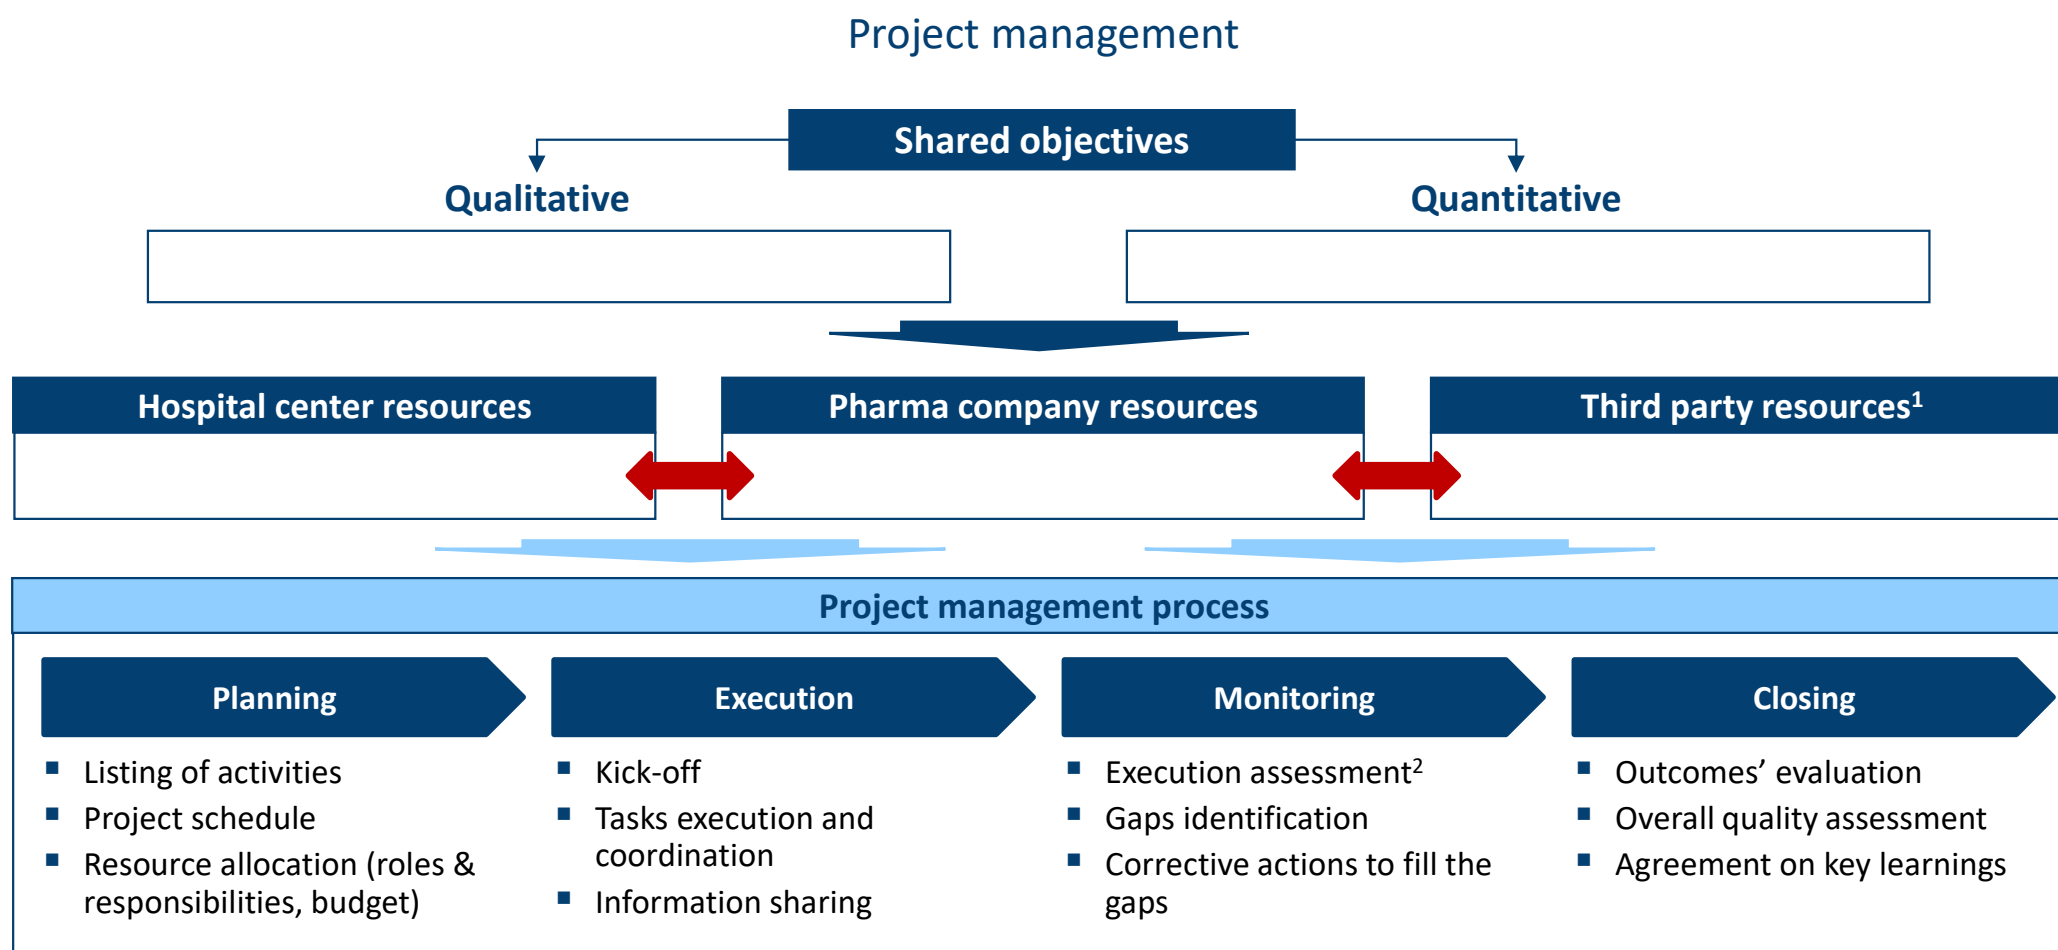 Project management
Shared objectives
Qualitative
Quantitative
Hospital center resources
Pharma company resources
Third party resources¹
Project management process
Planning
Execution
Monitoring
Closing
▪ Listing of activities
▪ Project schedule
▪ Resource allocation (roles &
responsibilities, budget)
▪ Kick-off
▪ Tasks execution and
coordination
▪ Information sharing
▪ Execution assessment²
▪ Gaps identification
▪ Corrective actions to fill the
gaps
▪ Outcomes’ evaluation
▪ Overall quality assessment
▪ Agreement on key learnings